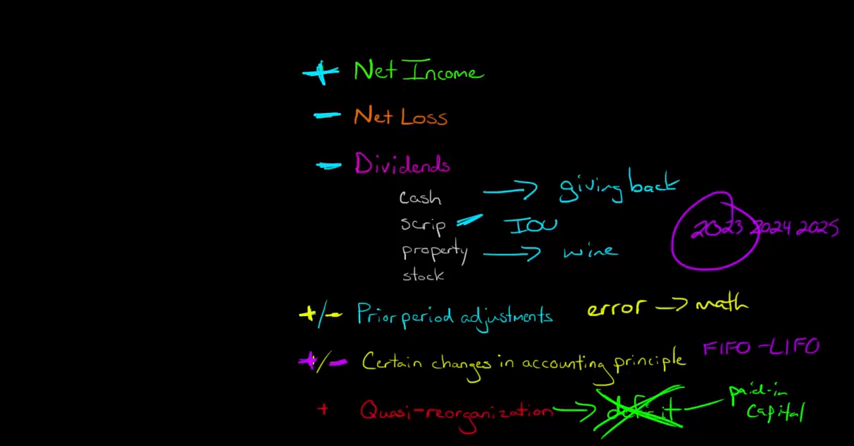 + Net Income
- Net Loss
- Dividends
cash → giving back
scrip - IOU
property → wine
stock
2023 2024 2025
+/- Prior period adjustments error → math
+/- Certain changes in accounting principle FIFO - LIFO
+ Quasi-reorganization → deficit - paid-in capital